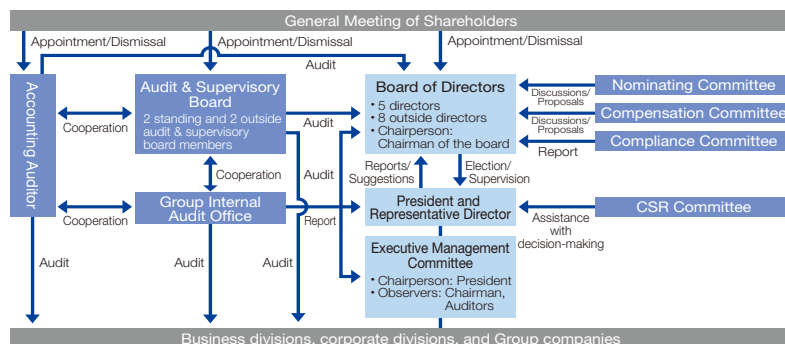 General Meeting of Shareholders
Appointment/Dismissal
Appointment/Dismissal
Appointment/Dismissal
Audit
Accounting Auditor
Cooperation
Audit & Supervisory
Board
2 standing and 2 outside
audit & supervisory
board members
Audit
Board of Directors
• 5 directors
• 8 outside directors
• Chairperson:
Chairman of the board
Discussions/
Proposals
Nominating Committee
Discussions/
Proposals
Compensation Committee
Report
Compliance Committee
Cooperation
Audit
Reports/
Suggestions
Election/
Supervision
Cooperation
Group Internal
Audit Office
Report
President and
Representative Director
Assistance
with
decision-making
CSR Committee
Executive Management
Committee
• Chairperson: President
• Observers: Chairman,
Auditors
Audit
Audit
Audit
Business divisions, corporate divisions, and Group companies